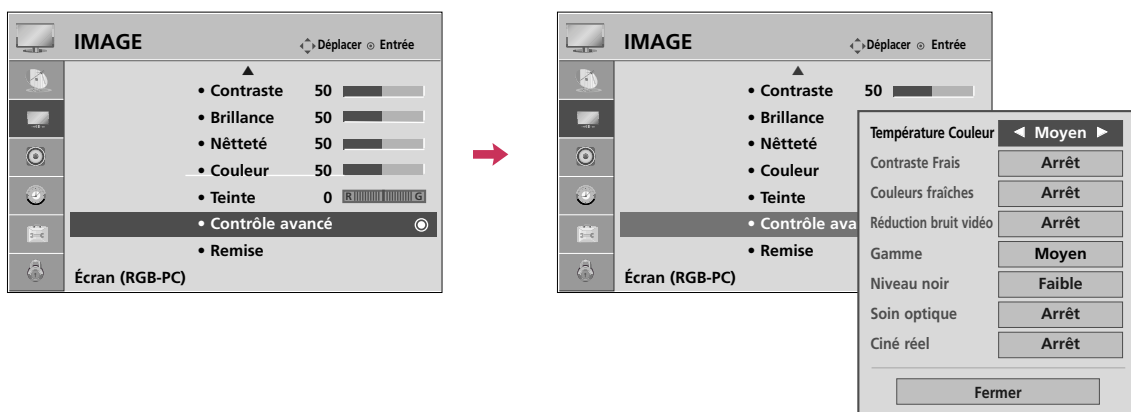 IMAGE
Déplacer
Entrée
• Contraste 50
• Brillance 50
• Nêtteté 50
• Couleur 50
• Teinte 0 R G
• Contrôle avancé
• Remise
Écran (RGB-PC)
IMAGE
Déplacer
Entrée
• Contraste 50
• Brillance
• Nêtteté
• Couleur
• Teinte
• Contrôle ava
• Remise
Écran (RGB-PC)
Température Couleur ◄ Moyen ►
Contraste Frais Arrêt
Couleurs fraîches Arrêt
Réduction bruit vidéo Arrêt
Gamme Moyen
Niveau noir Faible
Soin optique Arrêt
Ciné réel Arrêt
Fermer